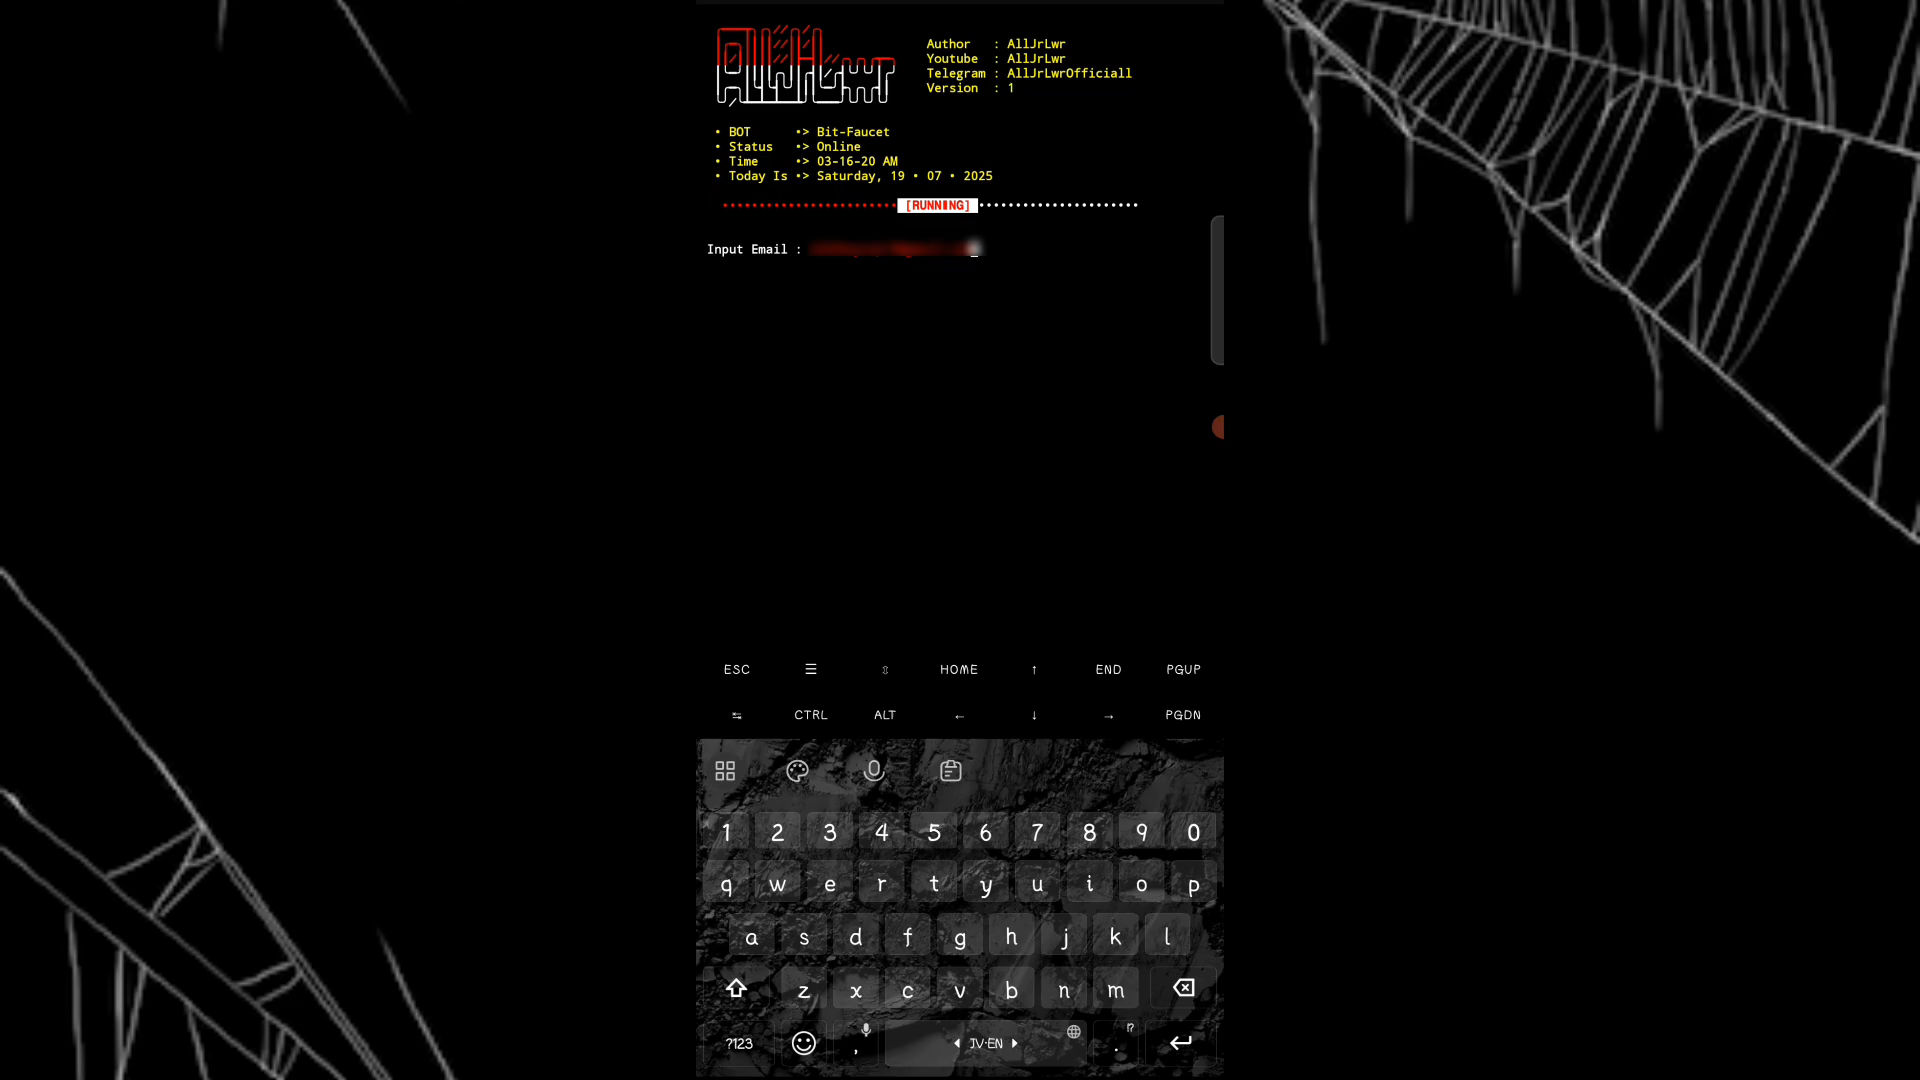 AllJrLwr
Author : AllJrLwr
Youtube : AllJrLwr
Telegram : AllJrLwrOfficiall
Version : 1
• BOT •> Bit-Faucet
• Status •> Online
• Time •> 03-16-20 AM
• Today Is •> Saturday, 19 • 07 • 2025
[RUNNING]
Input Email :
ESC ☰ ⇳ HOME ↑ END PGUP
↹ CTRL ALT ← ↓ → PGDN
1 2 3 4 5 6 7 8 9 0
q w e r t y u i o p
a s d f g h j k l
z x c v b n m
?123 , JV·EN . !?